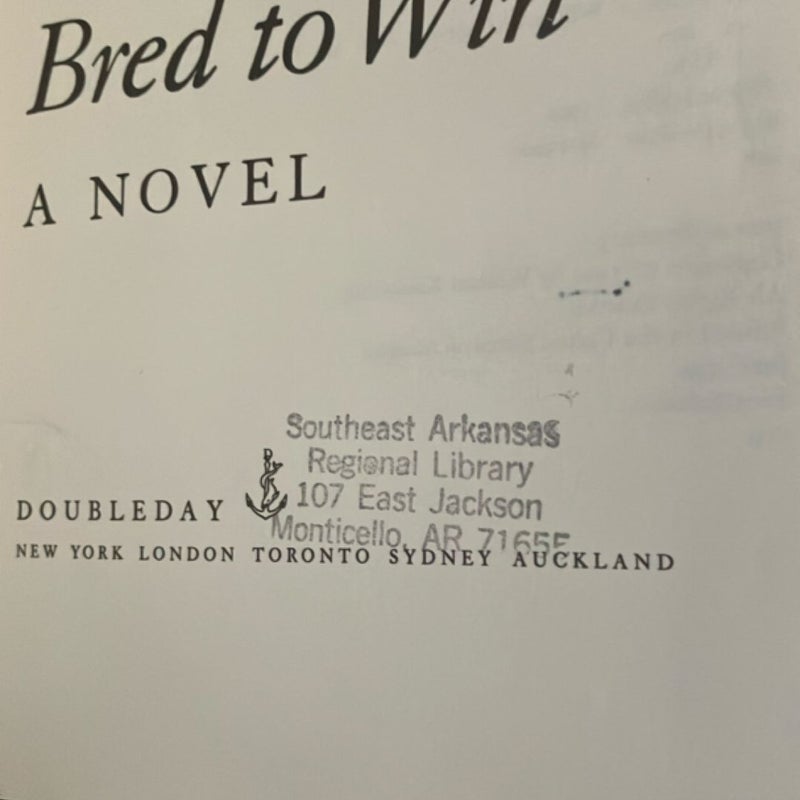 Bred to Win
A NOVEL
Southeast Arkansas
Regional Library
107 East Jackson
Monticello, AR 71655
DOUBLEDAY
NEW YORK LONDON TORONTO SYDNEY AUCKLAND